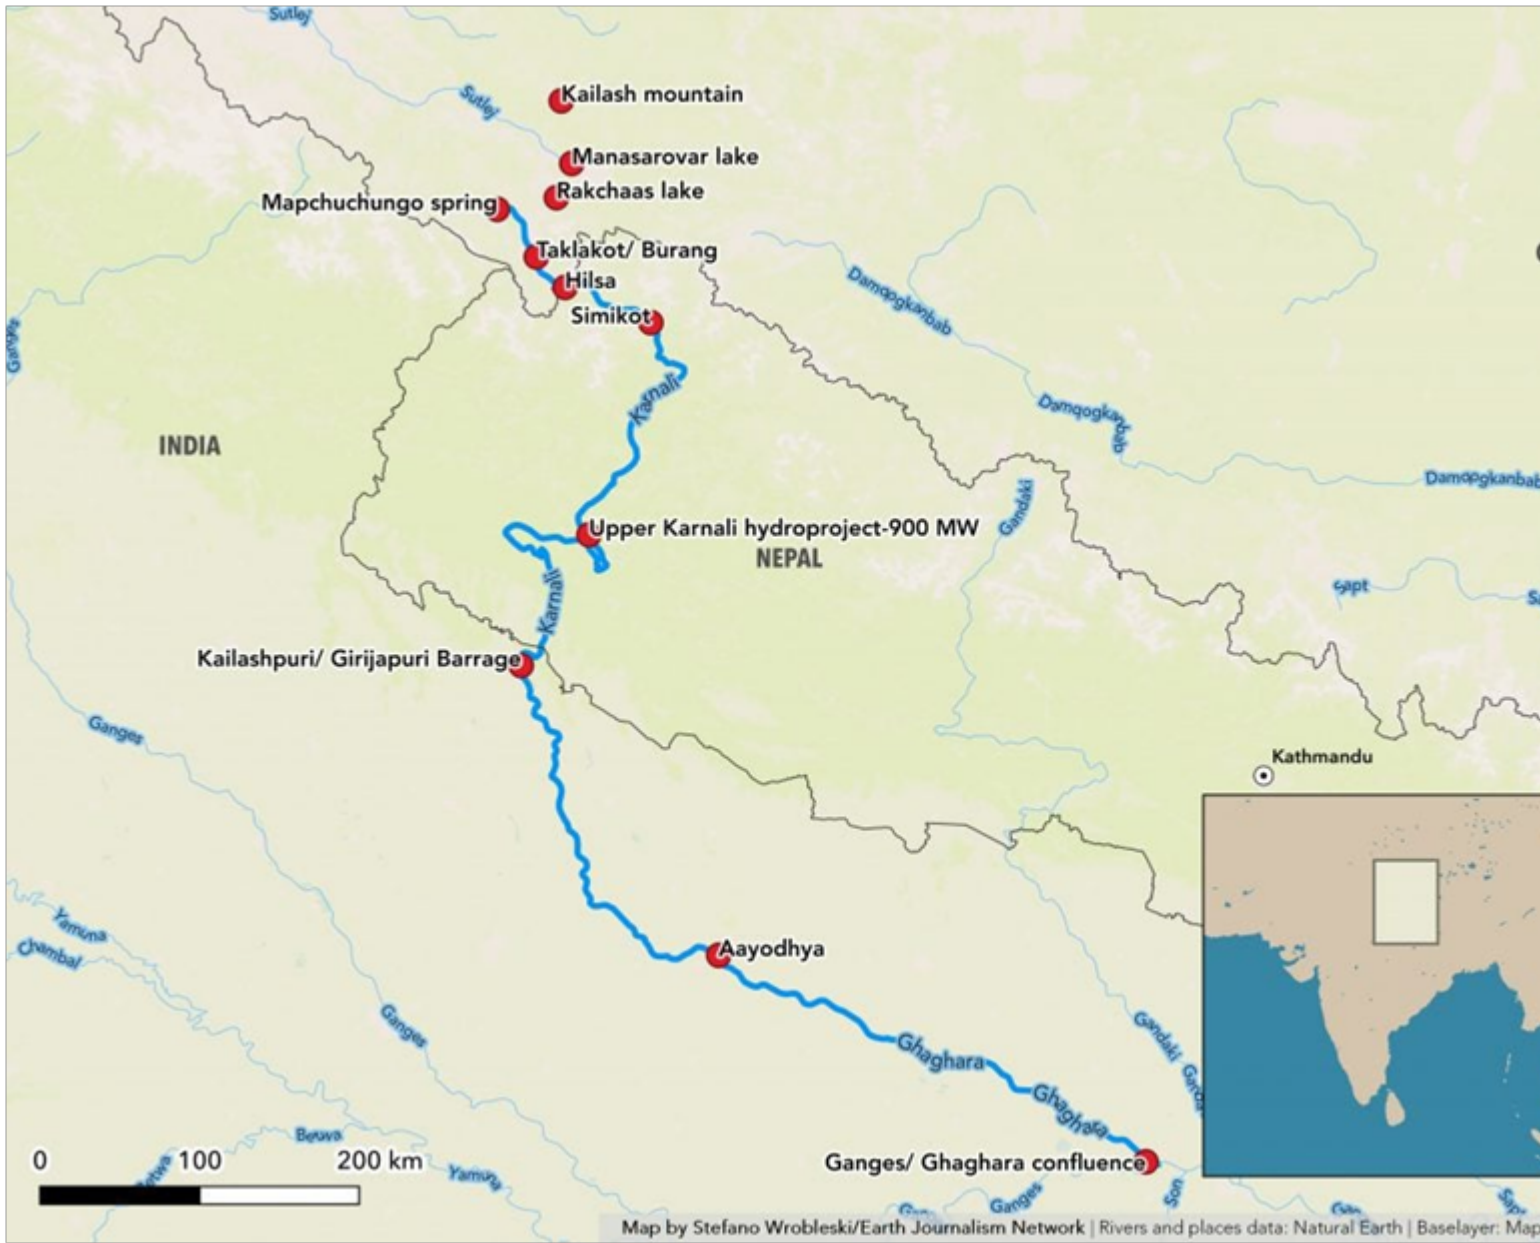 Sutlej
Sutlej
Kailash mountain
Manasarovar lake
Rakchaas lake
Mapchuchungo spring
Taklakot/ Burang
Hilsa
Simikot
Damqogkanbab
Ganges
Karnali
Damqogkanbab
INDIA
Damqogkanbab
Gandaki
Upper Karnali hydroproject-900 MW
NEPAL
Karnali
Sapt
Kailashpuri/ Girijapuri Barrage
Ganges
Kathmandu
Yamuna
Chambal
Aayodhya
Ganges
Gandaki
Ghaghara
Ghaghara
Betwa
Betwa
Yamuna
0 100 200 km
Ganges/ Ghaghara confluence
Ganges
Son
Map by Stefano Wrobleski/Earth Journalism Network | Rivers and places data: Natural Earth | Baselayer: Map